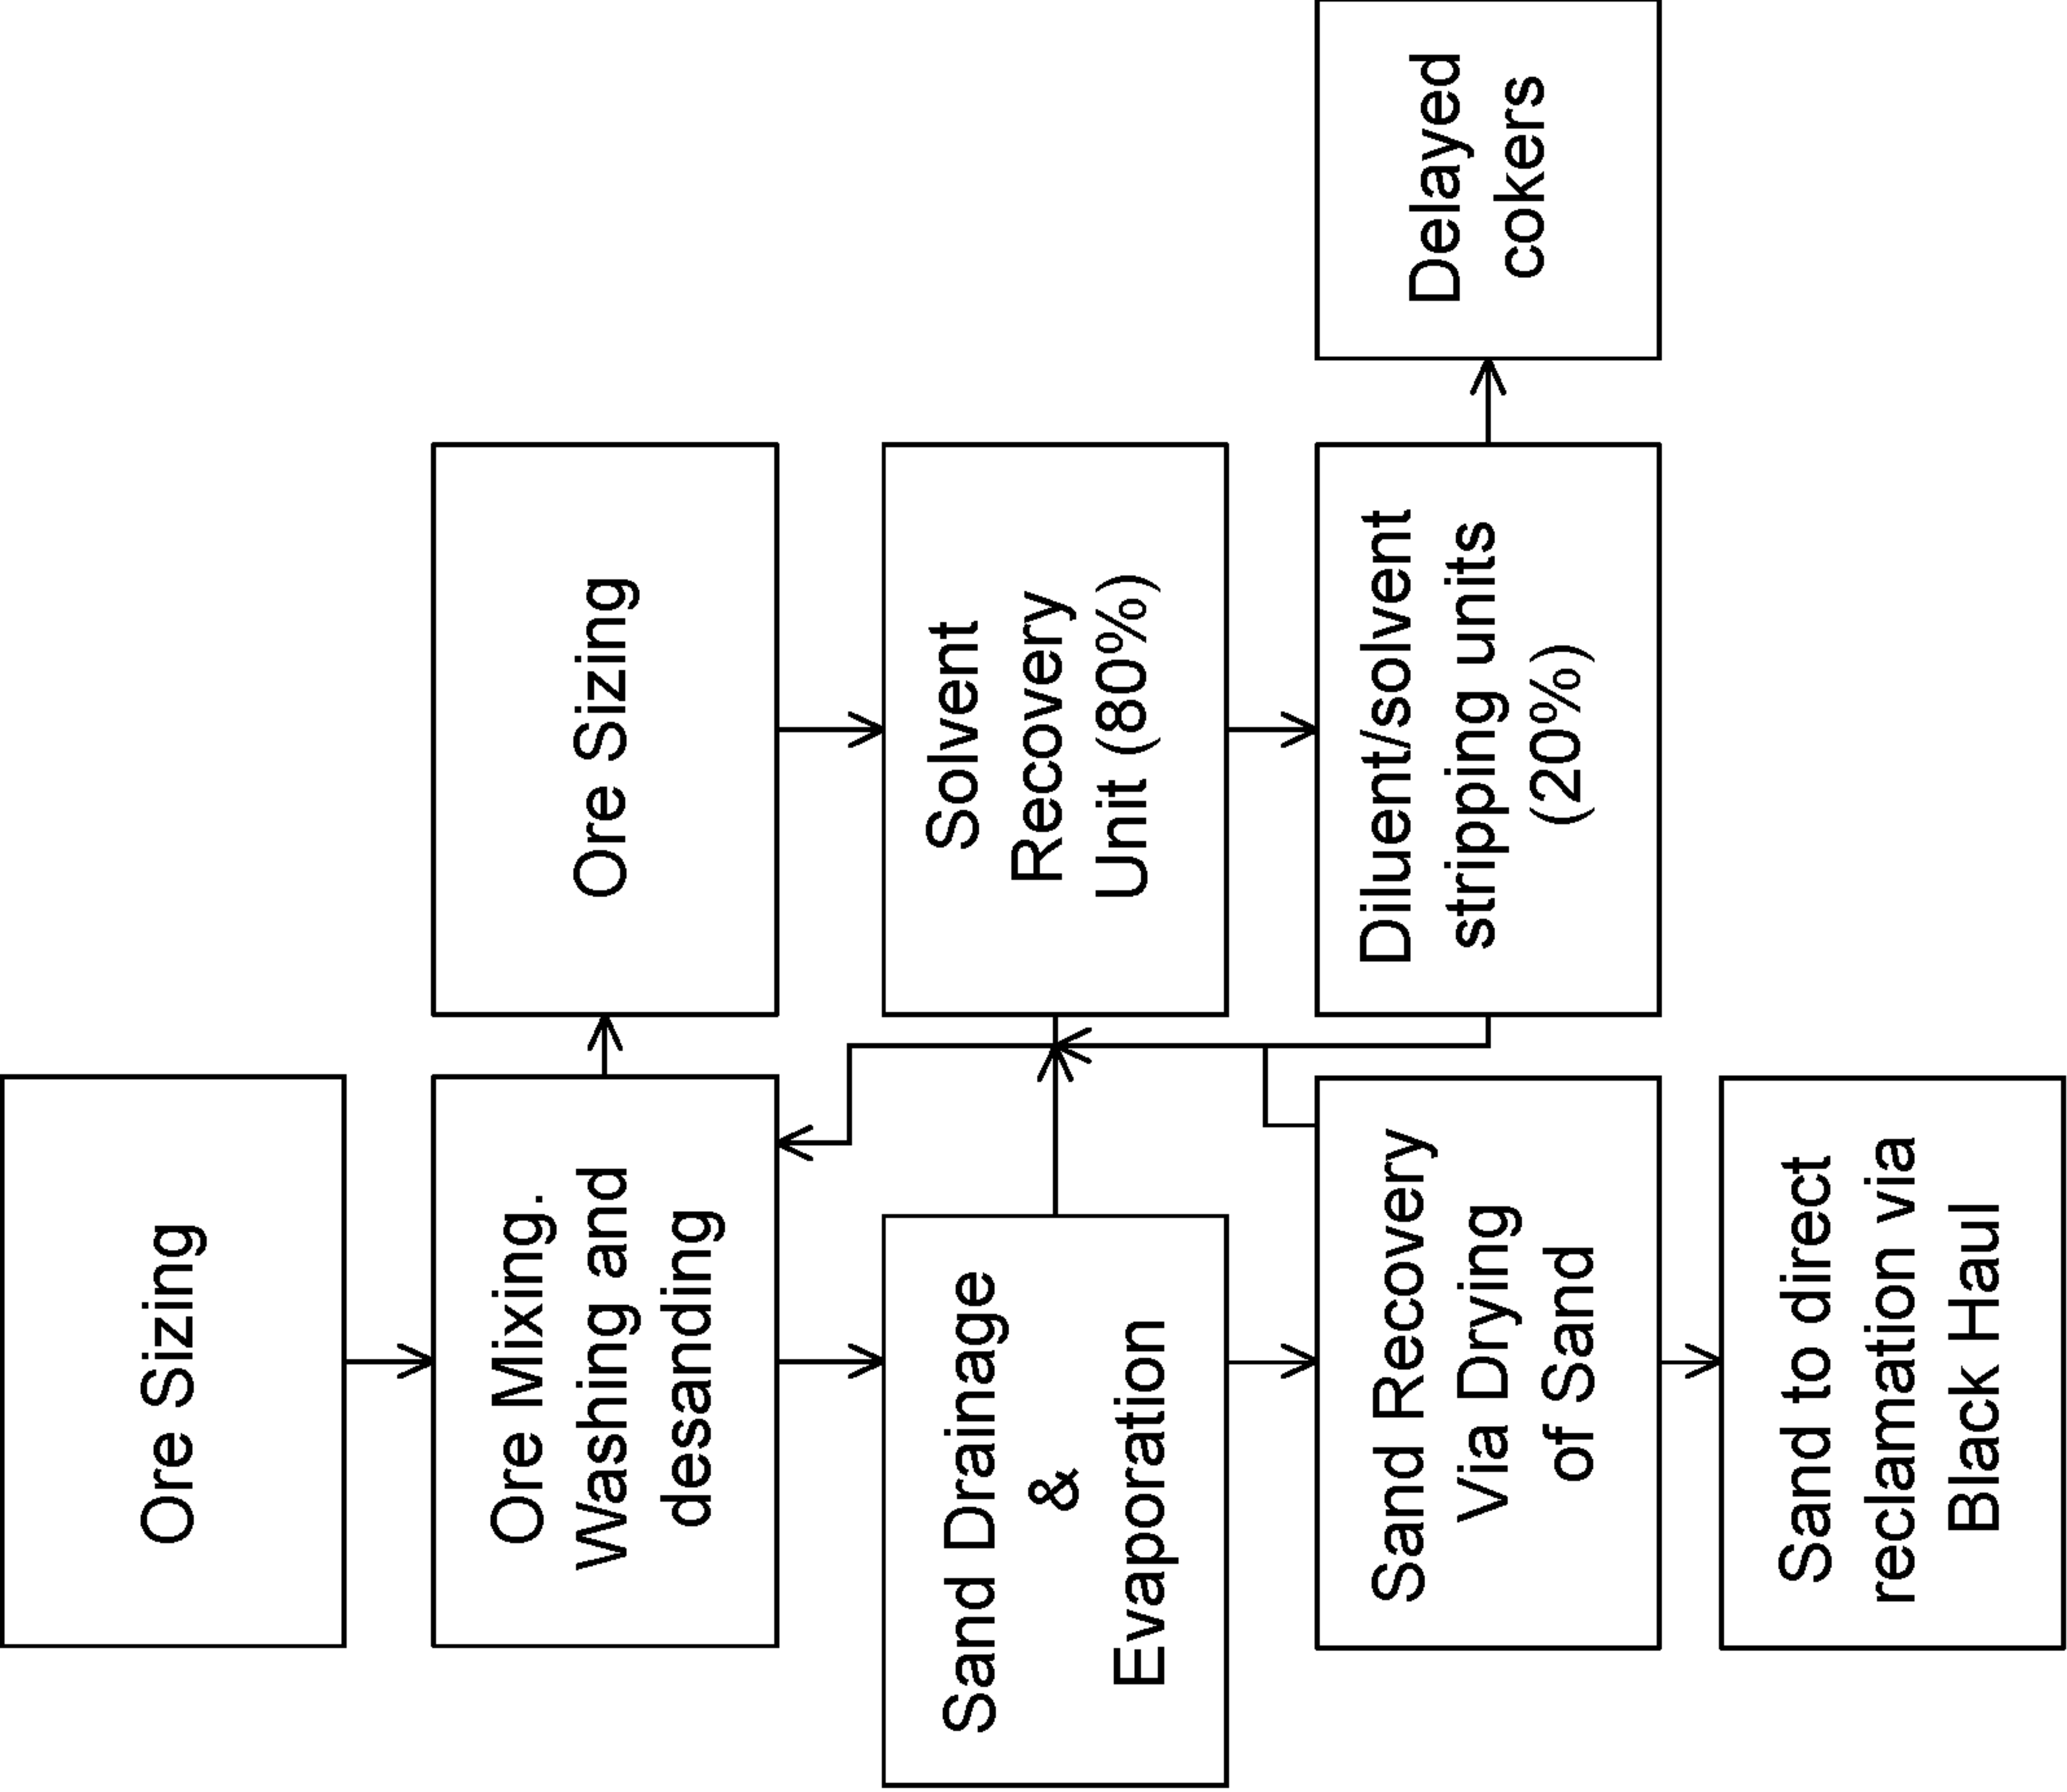 Ore Sizing
Ore Mixing.
Washing and
desanding
Ore Sizing
Sand Drainage
&
Evaporation
Solvent
Recovery
Unit (80%)
Sand Recovery
Via Drying
of Sand
Diluent/solvent
stripping units
(20%)
Delayed
cokers
Sand to direct
reclamation via
Black Haul